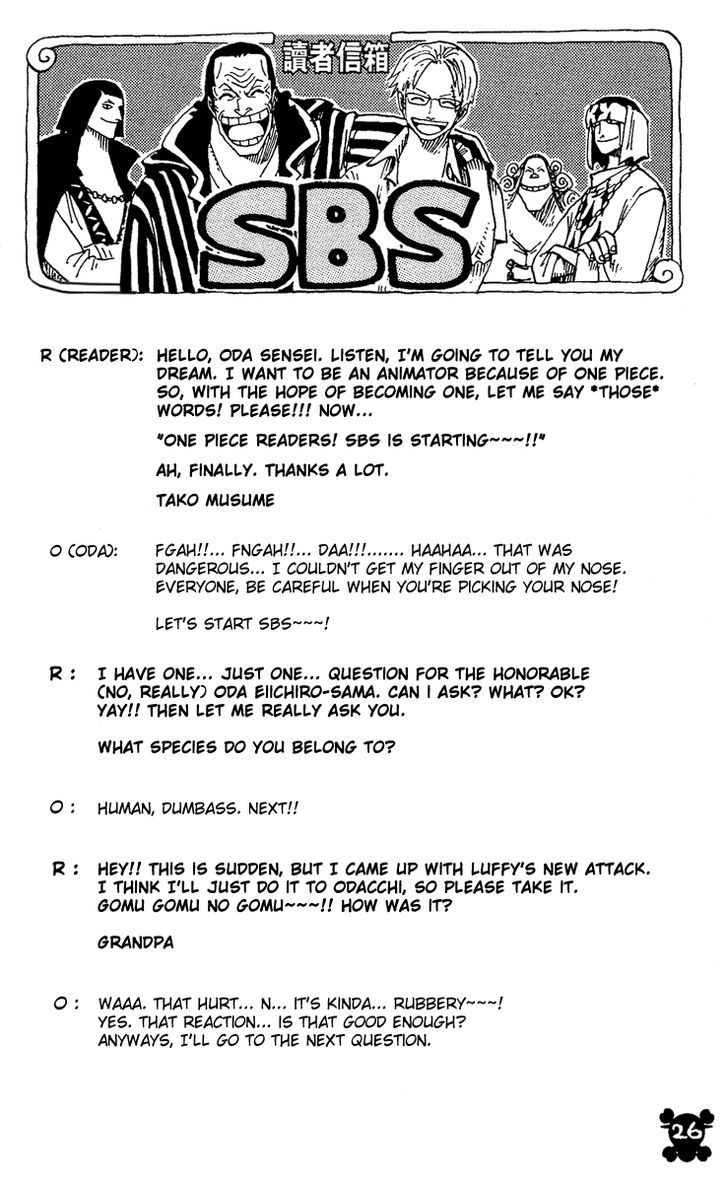 讀者信箱
SBS
R (READER): HELLO, ODA SENSEI. LISTEN, I'M GOING TO TELL YOU MY
DREAM. I WANT TO BE AN ANIMATOR BECAUSE OF ONE PIECE.
SO, WITH THE HOPE OF BECOMING ONE, LET ME SAY *THOSE*
WORDS! PLEASE!!! NOW...
"ONE PIECE READERS! SBS IS STARTING~~~!!"
AH, FINALLY. THANKS A LOT.
TAKO MUSUME
O (ODA): FGAH!!... FNGAH!!... DAA!!!....... HAAHAA... THAT WAS
DANGEROUS... I COULDN'T GET MY FINGER OUT OF MY NOSE.
EVERYONE, BE CAREFUL WHEN YOU'RE PICKING YOUR NOSE!
LET'S START SBS~~~!
R : I HAVE ONE... JUST ONE... QUESTION FOR THE HONORABLE
(NO, REALLY) ODA EIICHIRO-SAMA. CAN I ASK? WHAT? OK?
YAY!! THEN LET ME REALLY ASK YOU.
WHAT SPECIES DO YOU BELONG TO?
O : HUMAN, DUMBASS. NEXT!!
R : HEY!! THIS IS SUDDEN, BUT I CAME UP WITH LUFFY'S NEW ATTACK.
I THINK I'LL JUST DO IT TO ODACCHI, SO PLEASE TAKE IT.
GOMU GOMU NO GOMU~~~!! HOW WAS IT?
GRANDPA
O : WAAA. THAT HURT... N... IT'S KINDA... RUBBERY~~~!
YES. THAT REACTION... IS THAT GOOD ENOUGH?
ANYWAYS, I'LL GO TO THE NEXT QUESTION.
26